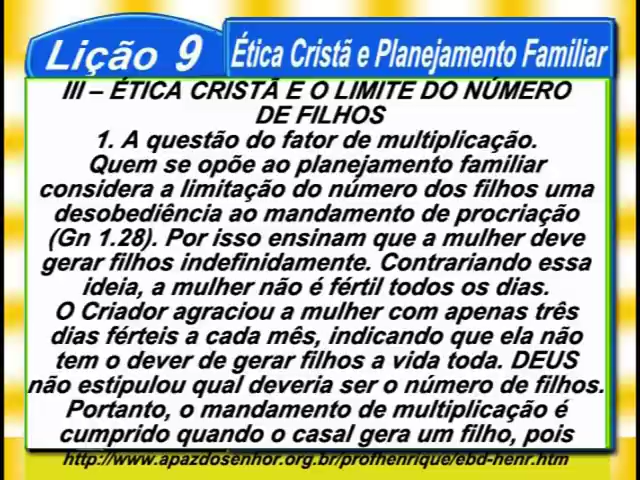 Lição 9
Ética Cristã e Planejamento Familiar
III – ÉTICA CRISTÃ E O LIMITE DO NÚMERO
DE FILHOS
1. A questão do fator de multiplicação.
Quem se opõe ao planejamento familiar
considera a limitação do número dos filhos uma
desobediência ao mandamento de procriação
(Gn 1.28). Por isso ensinam que a mulher deve
gerar filhos indefinidamente. Contrariando essa
ideia, a mulher não é fértil todos os dias.
O Criador agraciou a mulher com apenas três
dias férteis a cada mês, indicando que ela não
tem o dever de gerar filhos a vida toda. DEUS
não estipulou qual deveria ser o número de filhos.
Portanto, o mandamento de multiplicação é
cumprido quando o casal gera um filho, pois
http://www.apazdosenhor.org.br/profhenrique/ebd-henr.htm